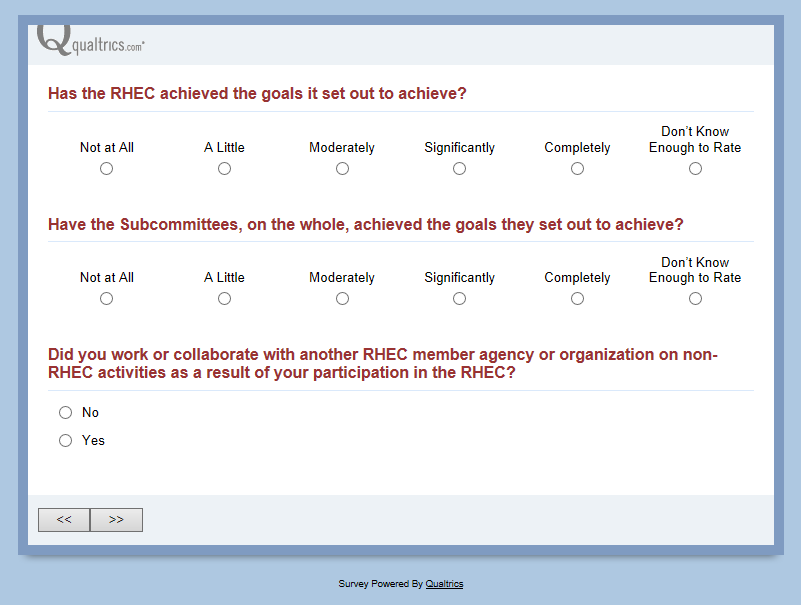 Qualtrics.com
Has the RHEC achieved the goals it set out to achieve?
Don't Know
Not at All A Little Moderately Significantly Completely Enough to Rate
Have the Subcommittees, on the whole, achieved the goals they set out to achieve?
Don't Know
Not at All A Little Moderately Significantly Completely Enough to Rate
Did you work or collaborate with another RHEC member agency or organization on non-
RHEC activities as a result of your participation in the RHEC?
No
Yes
<< >>
Survey Powered By Qualtrics